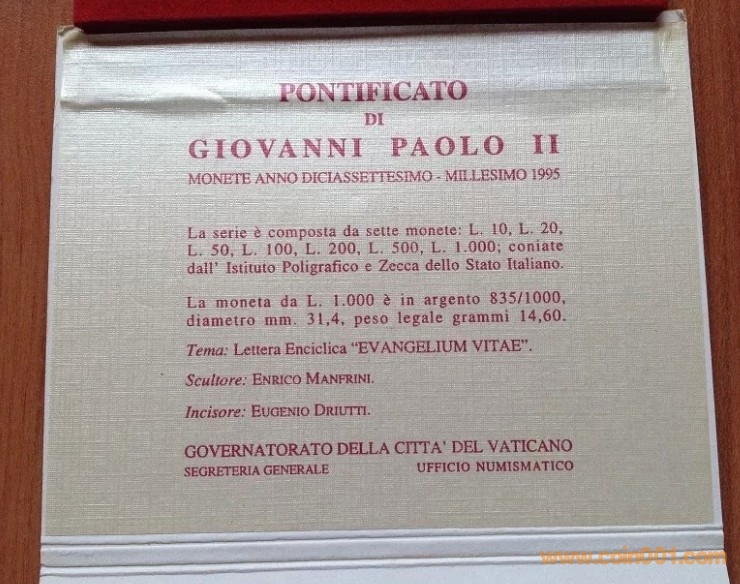 PONTIFICATO
DI
GIOVANNI PAOLO II
MONETE ANNO DICIASSETTESIMO - MILLESIMO 1995
La serie è composta da sette monete: L. 10, L. 20,
L. 50, L. 100, L. 200, L. 500, L. 1.000; coniate
dall' Istituto Poligrafico e Zecca dello Stato Italiano.
La moneta da L. 1.000 è in argento 835/1000,
diametro mm. 31,4, peso legale grammi 14,60.
Tema: Lettera Enciclica “EVANGELIUM VITAE”.
Scultore: ENRICO MANFRINI.
Incisore: EUGENIO DRIUTTI.
GOVERNATORATO DELLA CITTA' DEL VATICANO
SEGRETERIA GENERALE UFFICIO NUMISMATICO
www.coin001.com